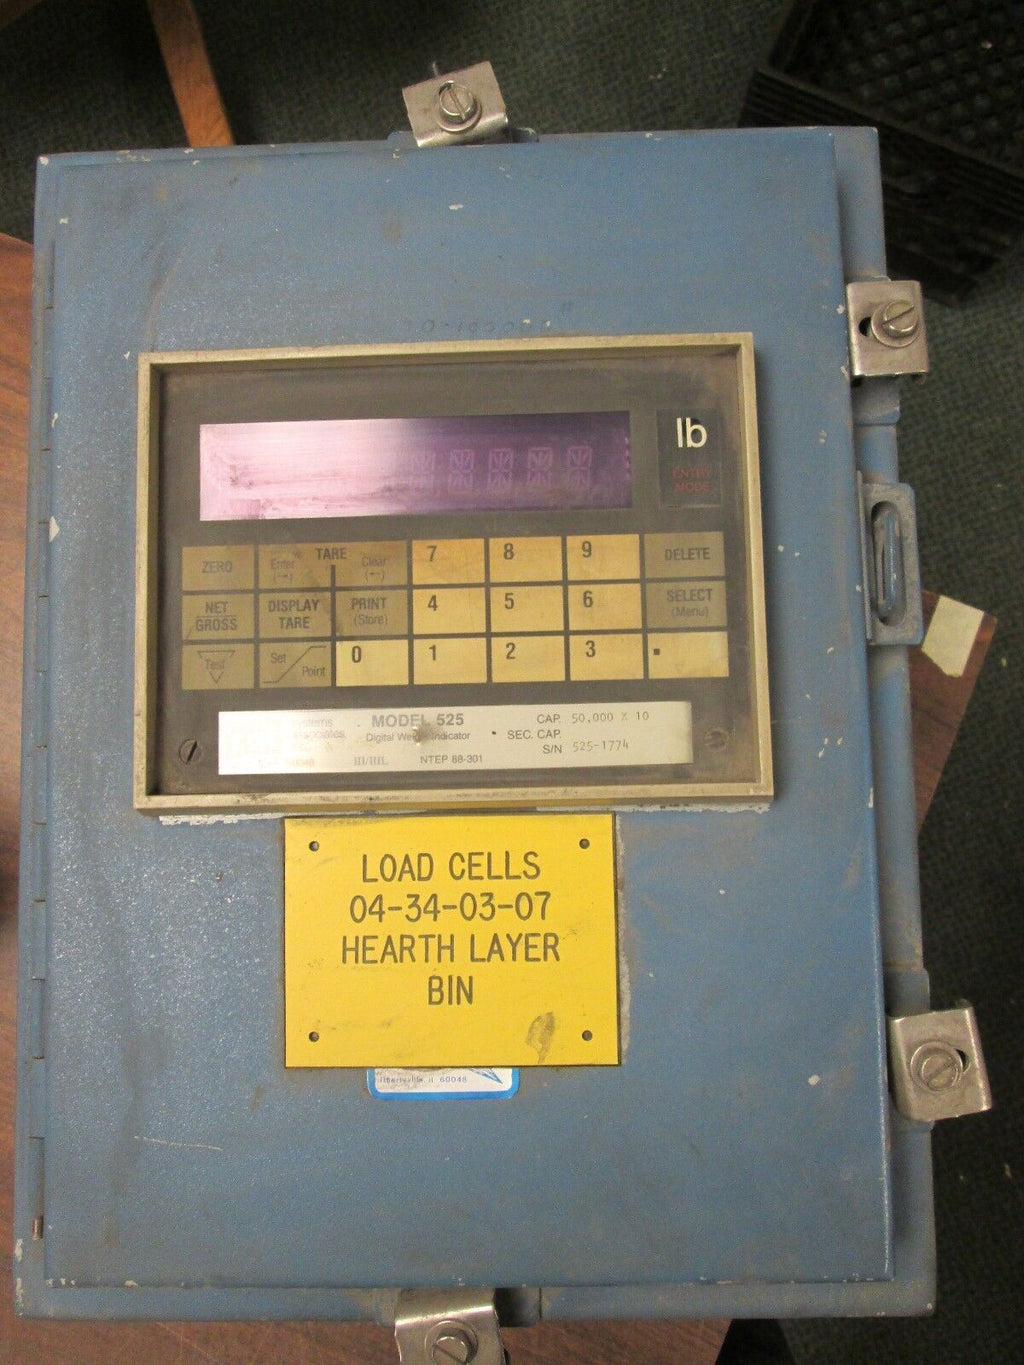 lb
ENTRY
MODE
ZERO
TARE
Enter
(→)
Clear
(←)
7
8
9
DELETE
NET
GROSS
DISPLAY
TARE
PRINT
(Store)
4
5
6
SELECT
(Menu)
Test
Set
Point
0
1
2
3
.
MODEL 525
Digital Indicator
III/IIIL
NTEP 88-301
CAP. 50,000 X 10
SEC. CAP.
S/N 525-1774
LOAD CELLS
04-34-03-07
HEARTH LAYER
BIN
60048